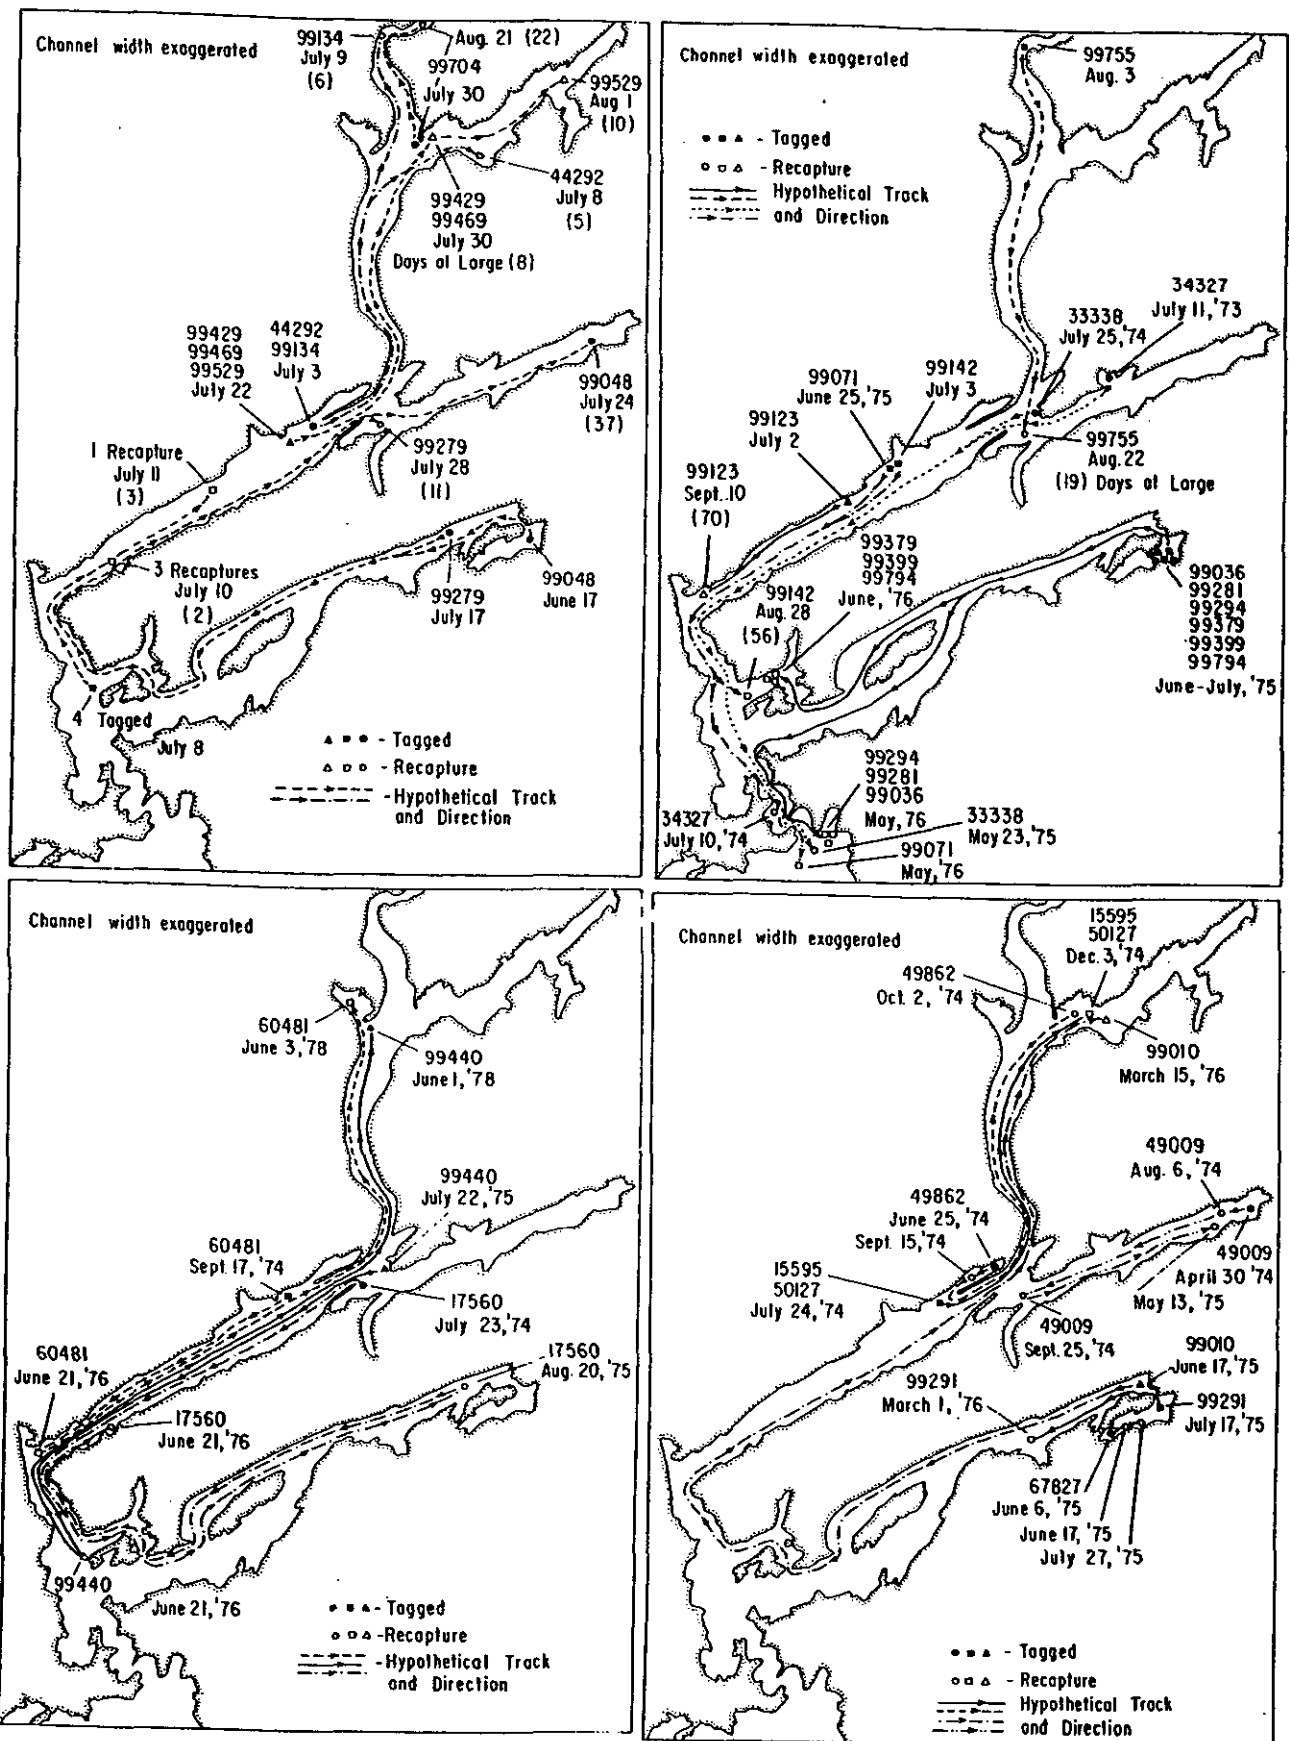 Channel width exaggerated
99134
July 9
(6)
Aug. 21 (22)
99704
July 30
99529
Aug 1
(10)
44292
July 8
(5)
99429
99469
July 30
Days at Large (8)
99429
99469
99529
July 22
44292
99134
July 3
99048
July 24
(37)
1 Recapture
July 11
(3)
99279
July 28
(11)
3 Recaptures
July 10
(2)
99279
July 17
99048
June 17
4 Tagged
July 8
- Tagged
- Recapture
- Hypothetical Track
and Direction
Channel width exaggerated
99755
Aug. 3
- Tagged
- Recapture
Hypothetical Track
and Direction
34327
July 11, '73
33338
July 25, '74
99142
July 3
99071
June 25, '75
99123
July 2
99755
Aug. 22
(19) Days at Large
99123
Sept. 10
(70)
99379
99399
99794
June, '76
99142
Aug. 28
(56)
99036
99281
99294
99379
99399
99794
June-July, '75
99294
99281
99036
May, 76
34327
July 10, '74
33338
May 23, '75
99071
May, '76
Channel width exaggerated
60481
June 3, '78
99440
June 1, '78
99440
July 22, '75
60481
Sept. 17, '74
17560
July 23, '74
17560
Aug. 20, '75
60481
June 21, '76
17560
June 21, '76
99440
June 21, '76
- Tagged
- Recapture
- Hypothetical Track
and Direction
Channel width exaggerated
15595
50127
Dec. 3, '74
49862
Oct. 2, '74
99010
March 15, '76
49009
Aug. 6, '74
49862
June 25, '74
Sept. 15, '74
15595
50127
July 24, '74
49009
April 30 '74
May 13, '75
49009
Sept. 25, '74
99010
June 17, '75
99291
March 1, '76
99291
July 17, '75
67827
June 6, '75
June 17, '75
July 27, '75
- Tagged
- Recapture
Hypothetical Track
and Direction